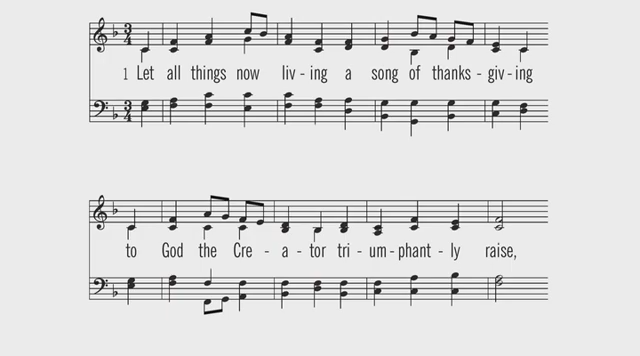 1 Let all things now liv - ing a song of thanks - giv - ing
to God the Cre - a - tor tri - um - phant - ly raise,